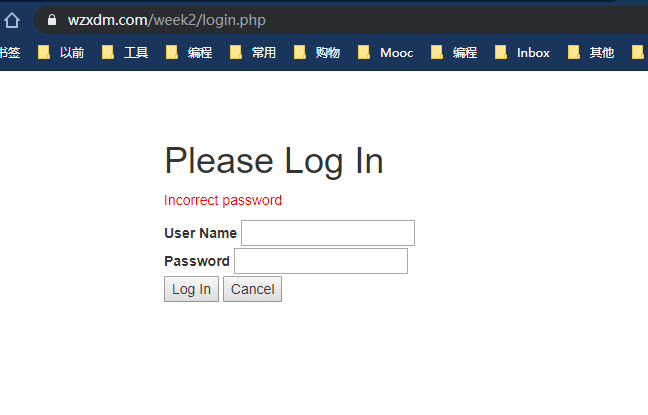 wzxdm.com/week2/login.php
书签 以前 工具 编程 常用 购物 Mooc 编程 Inbox 其他
Please Log In
Incorrect password
User Name
Password
Log In Cancel